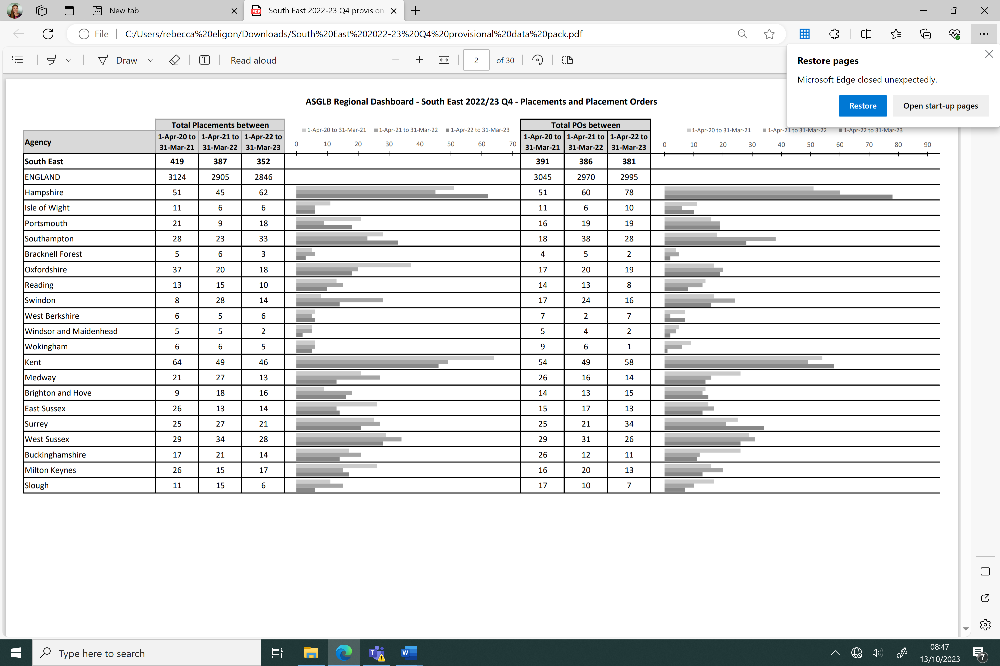 New tab
South East 2022-23 Q4 provision
File
C:/Users/rebecca%20eligon/Downloads/South%20East%202022-23%20Q4%20provisional%20data%20pack.pdf
Draw
Read aloud
2 of 30
Restore pages
Microsoft Edge closed unexpectedly.
Restore Open start-up pages
ASGLB Regional Dashboard - South East 2022/23 Q4 - Placements and Placement Orders
Total Placements between
1-Apr-20 to 31-Mar-21 1-Apr-21 to 31-Mar-22 1-Apr-22 to 31-Mar-23
Total POs between
1-Apr-20 to 31-Mar-21 1-Apr-21 to 31-Mar-22 1-Apr-22 to 31-Mar-23
Agency
1-Apr-20 to 1-Apr-21 to 1-Apr-22 to
31-Mar-21 31-Mar-22 31-Mar-23
0 10 20 30 40 50 60 70
1-Apr-20 to 1-Apr-21 to 1-Apr-22 to
31-Mar-21 31-Mar-22 31-Mar-23
0 10 20 30 40 50 60 70 80 90
South East 419 387 352 391 386 381
ENGLAND 3124 2905 2846 3045 2970 2995
Hampshire 51 45 62 51 60 78
Isle of Wight 11 6 6 11 6 10
Portsmouth 21 9 18 16 19 19
Southampton 28 23 33 18 38 28
Bracknell Forest 5 6 3 4 5 2
Oxfordshire 37 20 18 17 20 19
Reading 13 15 10 14 13 8
Swindon 8 28 14 17 24 16
West Berkshire 6 5 6 7 2 7
Windsor and Maidenhead 5 5 2 5 4 2
Wokingham 6 6 5 9 6 1
Kent 64 49 46 54 49 58
Medway 21 27 13 26 16 14
Brighton and Hove 9 18 16 14 13 15
East Sussex 26 13 14 15 17 13
Surrey 25 27 21 25 21 34
West Sussex 29 34 28 29 31 26
Buckinghamshire 17 21 14 26 12 11
Milton Keynes 26 15 17 16 20 13
Slough 11 15 6 17 10 7
Type here to search
08:47
13/10/2023
7